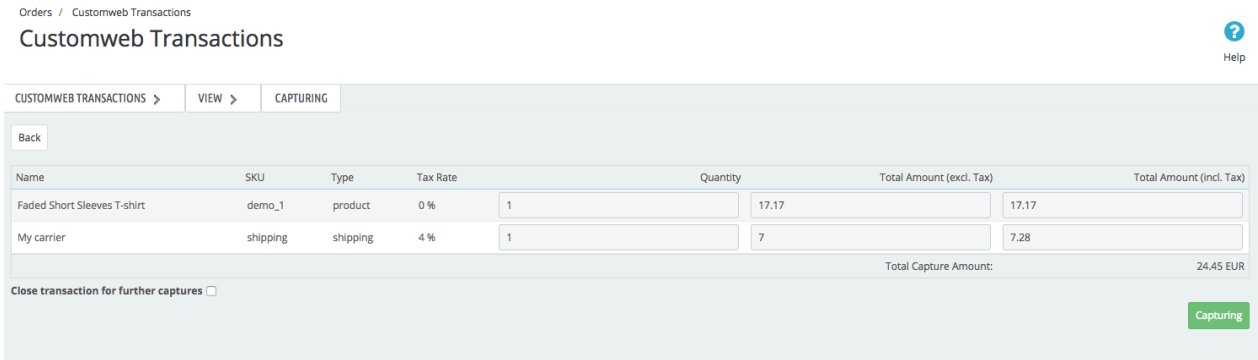 Orders / Customweb Transactions
Customweb Transactions
Help
CUSTOMWEB TRANSACTIONS > VIEW > CAPTURING
Back
Name SKU Type Tax Rate Quantity Total Amount (excl. Tax) Total Amount (incl. Tax)
Faded Short Sleeves T-shirt demo_1 product 0 % 1 17.17 17.17
My carrier shipping shipping 4 % 1 7 7.28
Total Capture Amount: 24.45 EUR
Close transaction for further captures
Capturing